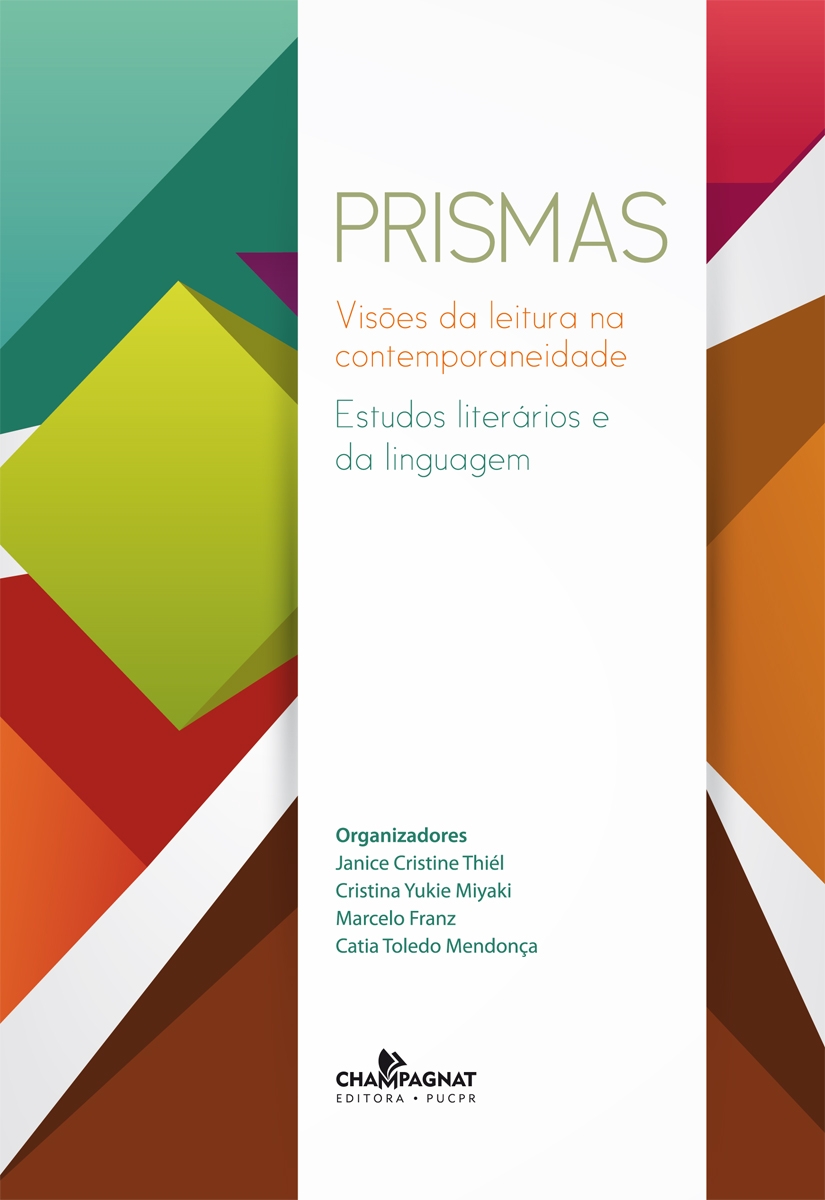 PRISMAS
Visões da leitura na
contemporaneidade
Estudos literários e
da linguagem
Organizadores
Janice Cristine Thiél
Cristina Yukie Miyaki
Marcelo Franz
Catia Toledo Mendonça
CHAMPAGNAT
EDITORA • PUCPR